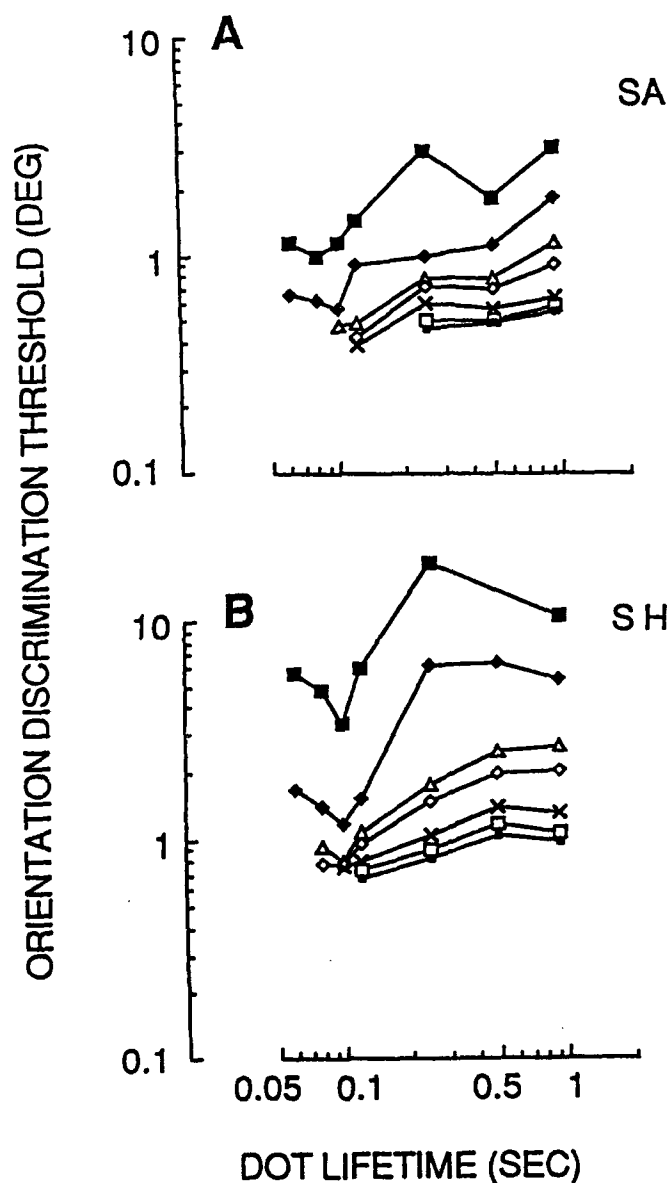 A
SA
10
1
0.1
ORIENTATION DISCRIMINATION THRESHOLD (DEG)
B
SH
10
1
0.1
0.05 0.1 0.5 1
DOT LIFETIME (SEC)